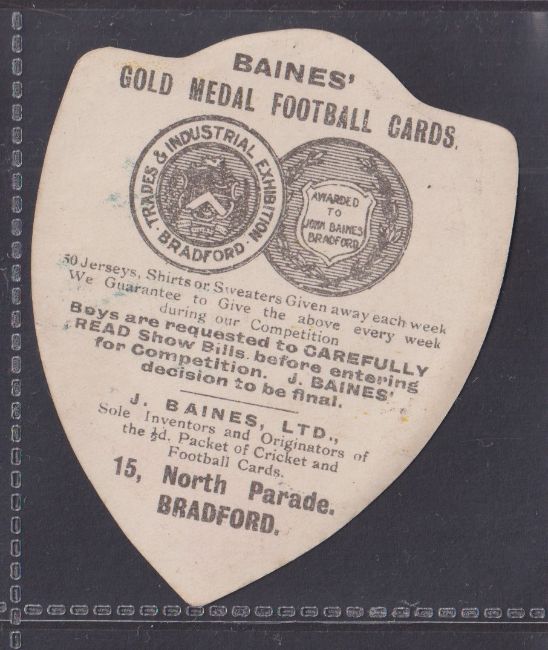 BAINES'
GOLD MEDAL FOOTBALL CARDS.
· TRADES & INDUSTRIAL EXHIBITION ·
BRADFORD
AWARDED
TO
JOHN BAINES
BRADFORD
50 Jerseys, Shirts or Sweaters Given away each week
We Guarantee to Give the above every week
during our Competition
Boys are requested to CAREFULLY
READ Show Bills before entering
for Competition. J. BAINES'
decision to be final.
J. BAINES, LTD.,
Sole Inventors and Originators of
the ½d. Packet of Cricket and
Football Cards.
15, North Parade.
BRADFORD.